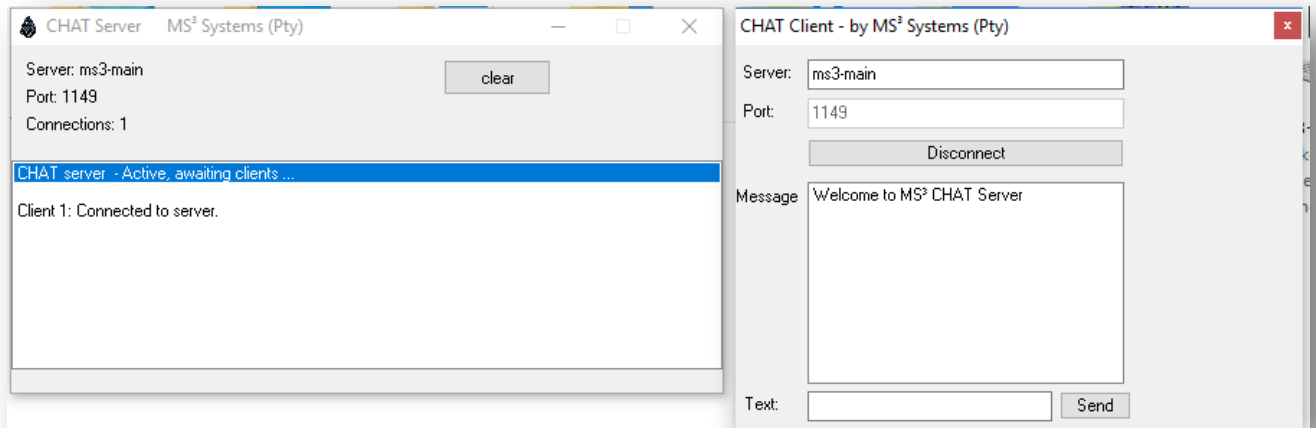 CHAT Server MS³ Systems (Pty)
Server: ms3-main
clear
Port: 1149
Connections: 1
CHAT server - Active, awaiting clients ...
Client 1: Connected to server.
CHAT Client - by MS³ Systems (Pty)
x
Server: ms3-main
Port: 1149
Disconnect
Message Welcome to MS³ CHAT Server
Text: Send